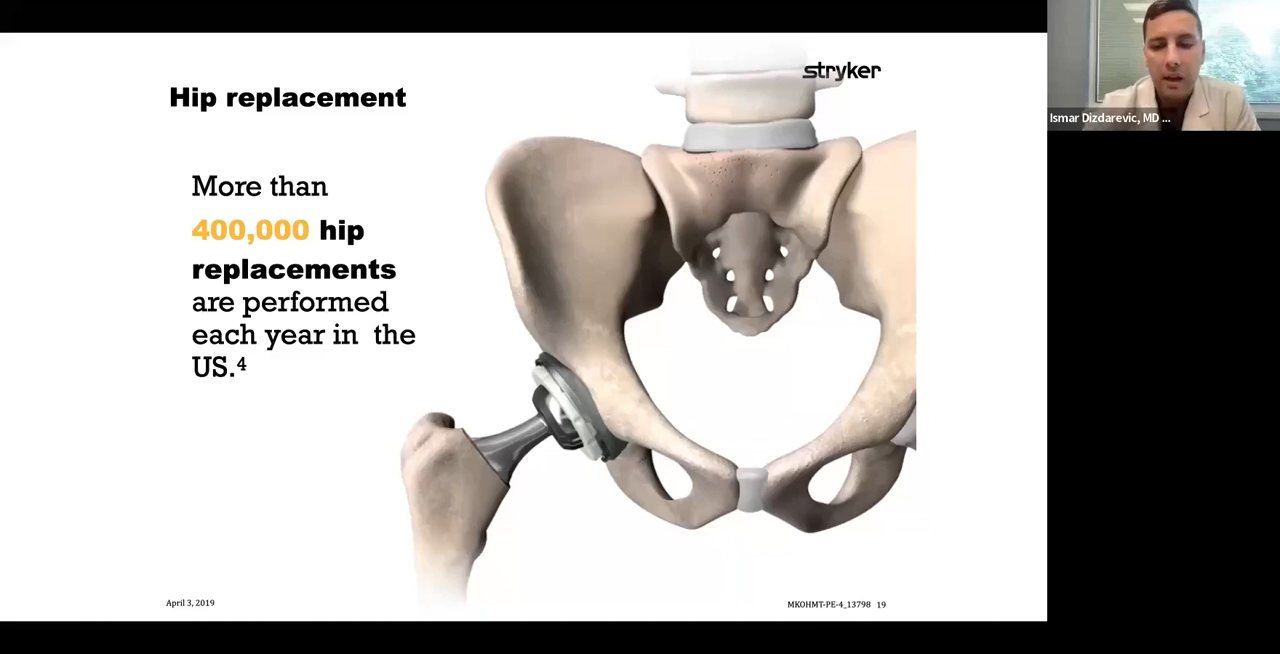 stryker
Hip replacement
Ismar Dizdarevic, MD ...
More than
400,000 hip
replacements
are performed
each year in the
US.⁴
April 3, 2019
MKOHMT-PE-4_13798 19